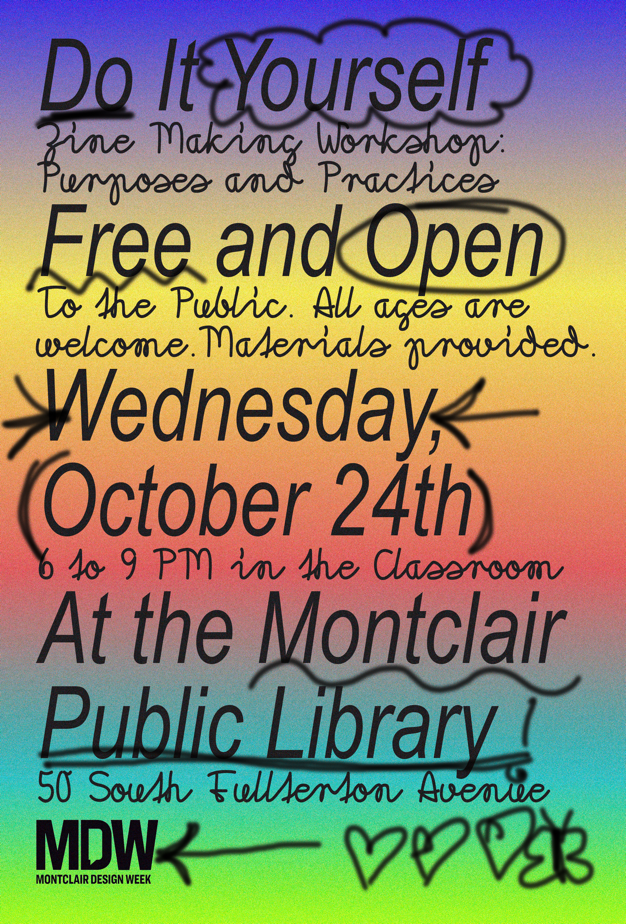 Do It Yourself
Zine Making Workshop:
Purposes and Practices
Free and Open
To the Public. All ages are
welcome. Materials provided.
Wednesday,
(October 24th)
6 to 9 PM in the Classroom
At the Montclair
Public Library!
50 South Fullterton Avenue
MDW
MONTCLAIR DESIGN WEEK